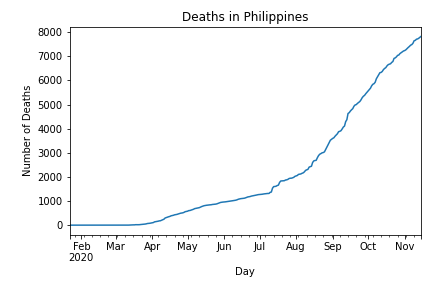 Deaths in Philippines
Number of Deaths
8000
7000
6000
5000
4000
3000
2000
1000
0
Feb Mar Apr May Jun Jul Aug Sep Oct Nov
2020
Day